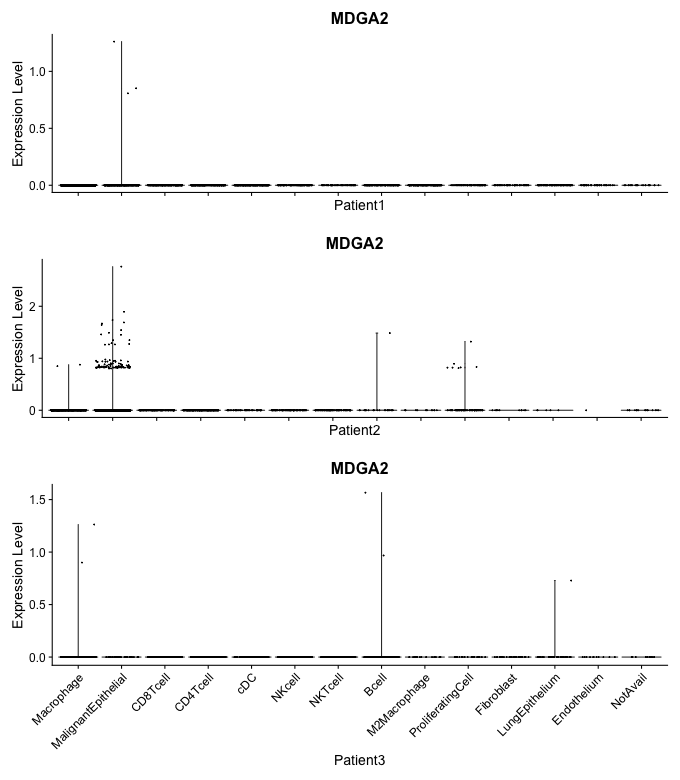 MDGA2
Expression Level
1.0
0.5
0.0
Patient1
MDGA2
Expression Level
2
1
0
Patient2
MDGA2
Expression Level
1.5
1.0
0.5
0.0
Macrophage
MalignantEpithelial
CD8Tcell
CD4Tcell
cDC
NKcell
NKTcell
Bcell
M2Macrophage
ProliferatingCell
Fibroblast
LungEpithelium
Endothelium
NotAvail
Patient3